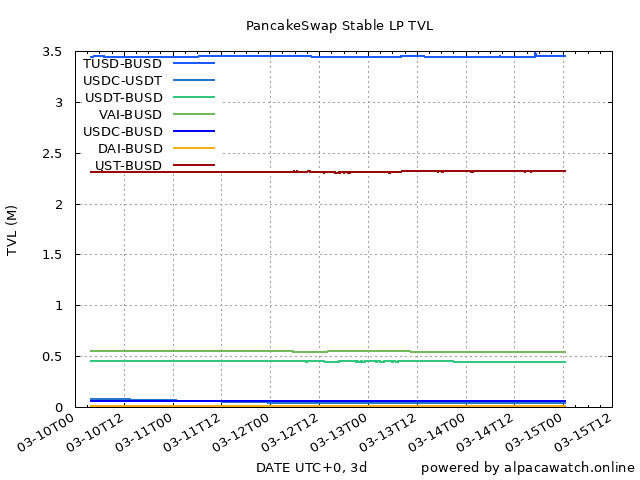 PancakeSwap Stable LP TVL
3.5
3
2.5
2
1.5
1
0.5
0
TVL (M)
TUSD-BUSD
USDC-USDT
USDT-BUSD
VAI-BUSD
USDC-BUSD
DAI-BUSD
UST-BUSD
03-10T00
03-10T12
03-11T00
03-11T12
03-12T00
03-12T12
03-13T00
03-13T12
03-14T00
03-14T12
03-15T00
03-15T12
DATE UTC+0, 3d
powered by alpacawatch.online